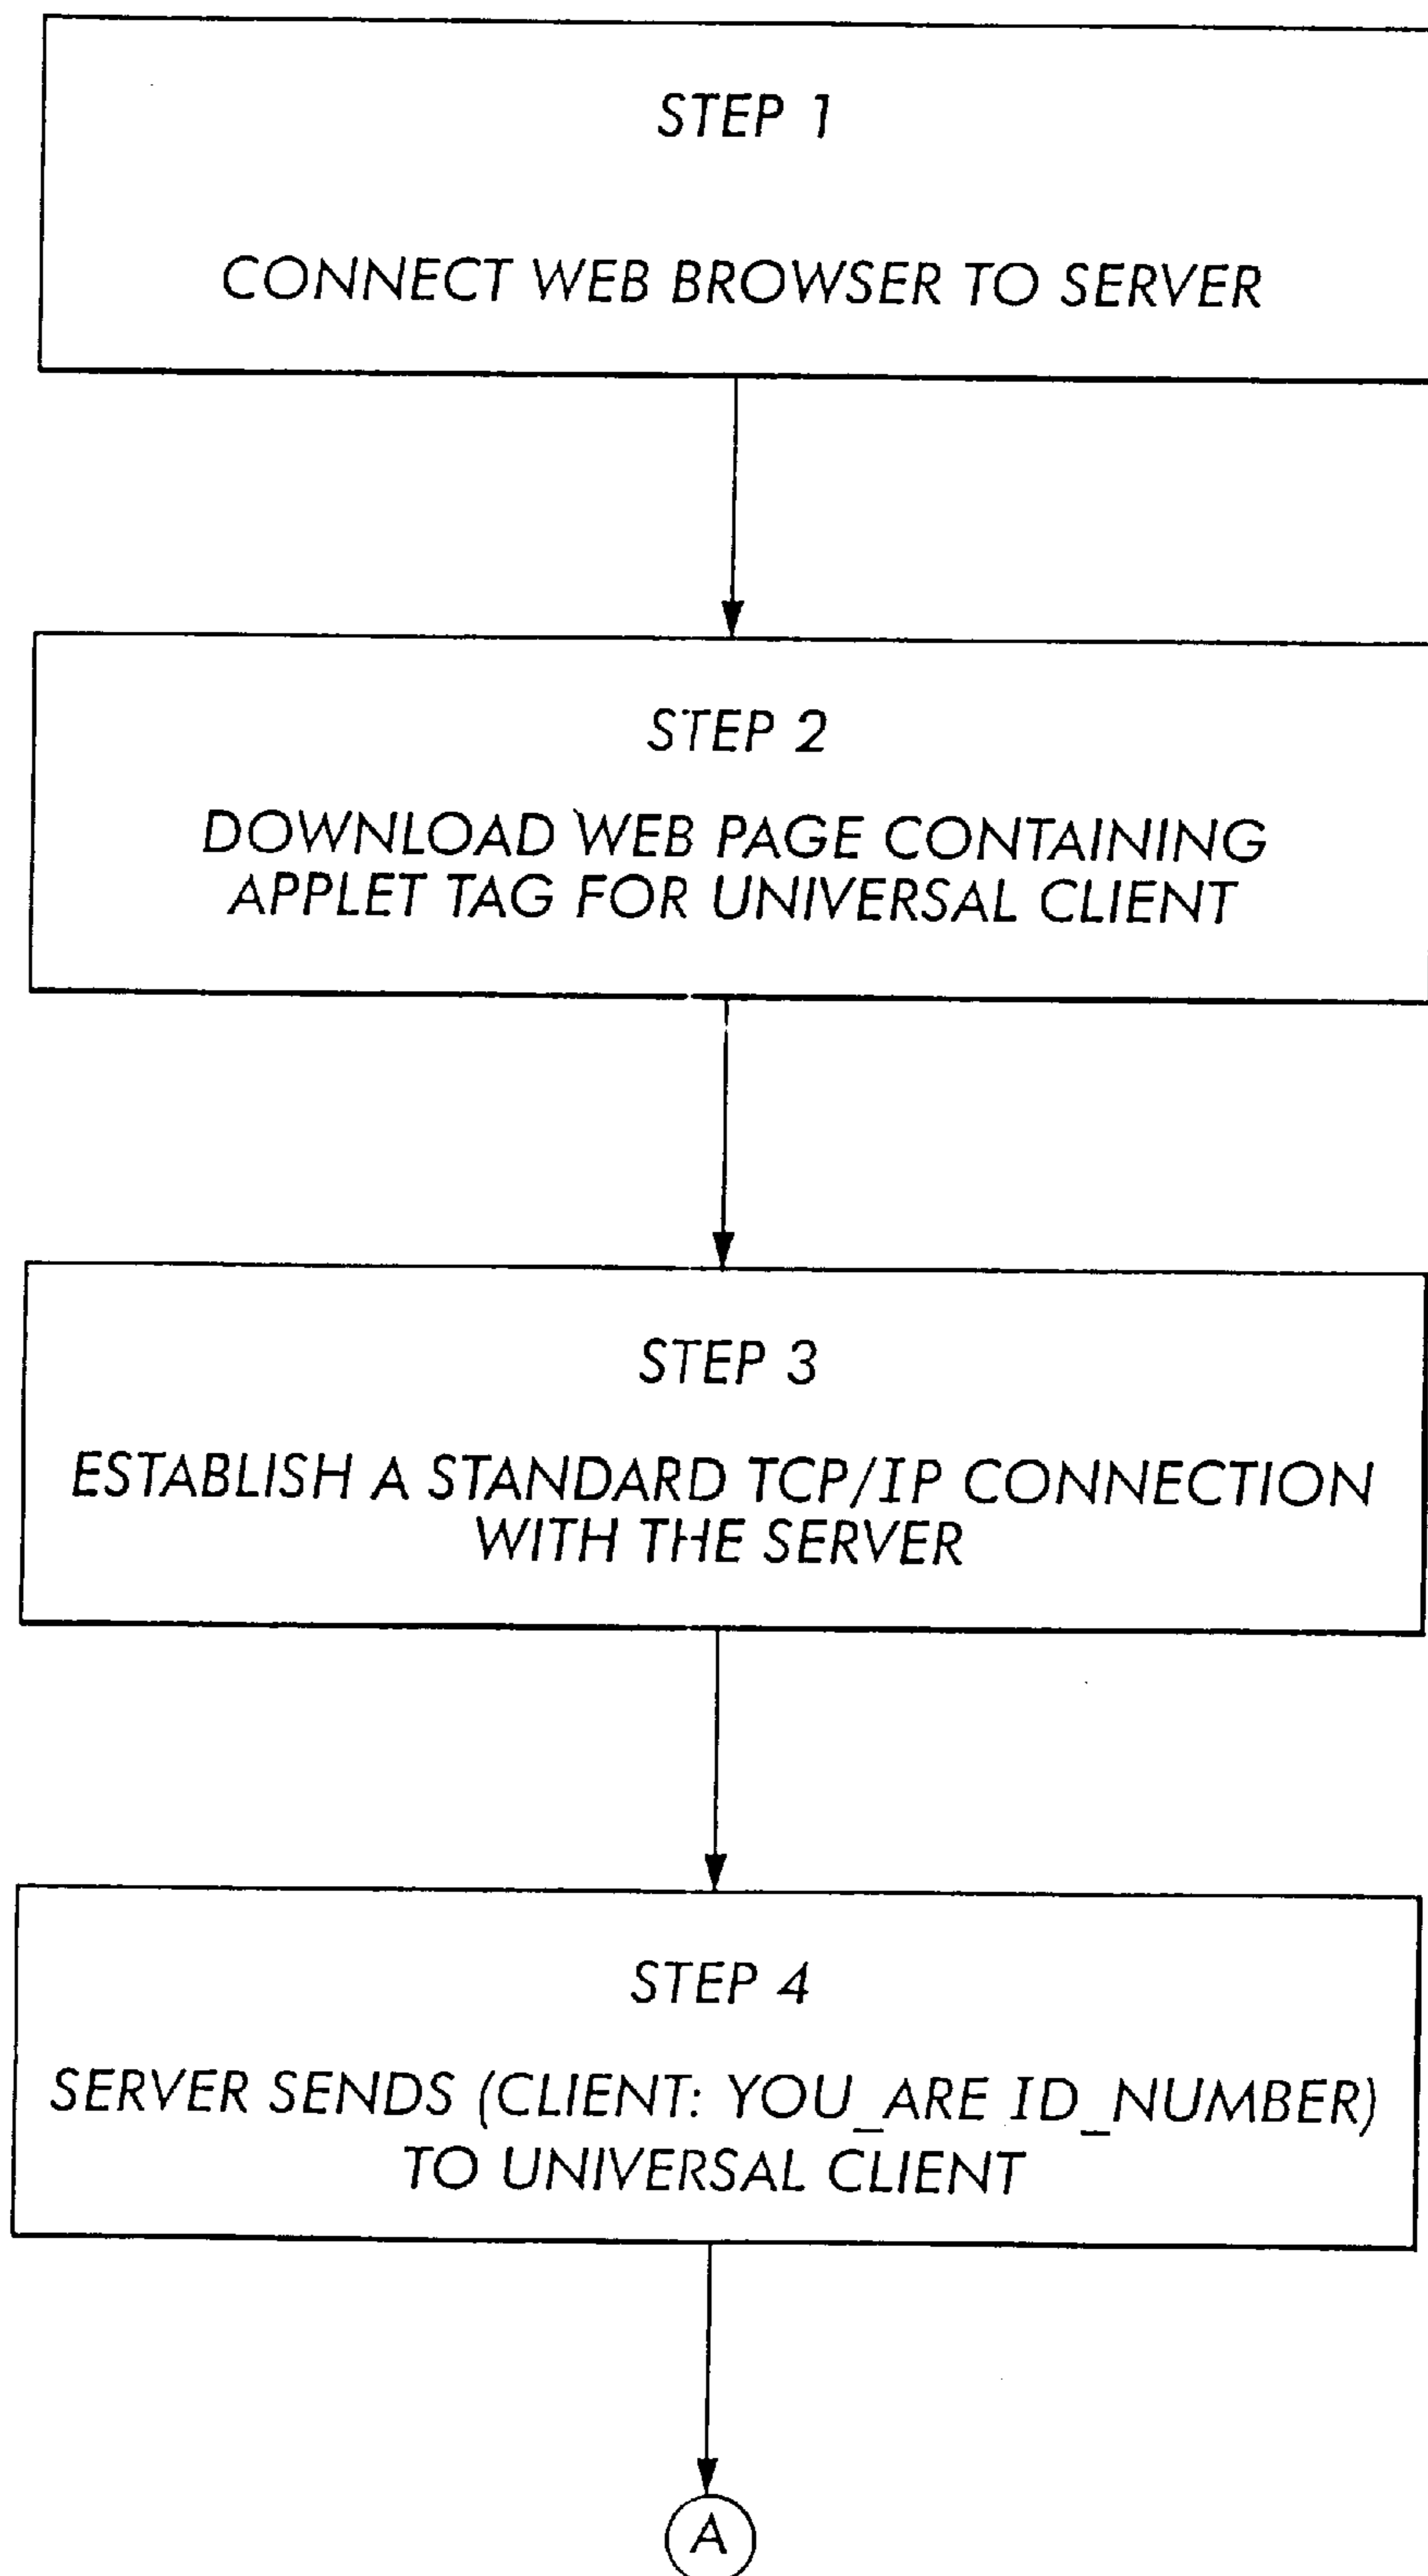 STEP 1
CONNECT WEB BROWSER TO SERVER
STEP 2
DOWNLOAD WEB PAGE CONTAINING
APPLET TAG FOR UNIVERSAL CLIENT
STEP 3
ESTABLISH A STANDARD TCP/IP CONNECTION
WITH THE SERVER
STEP 4
SERVER SENDS (CLIENT: YOU_ARE ID_NUMBER)
TO UNIVERSAL CLIENT
A